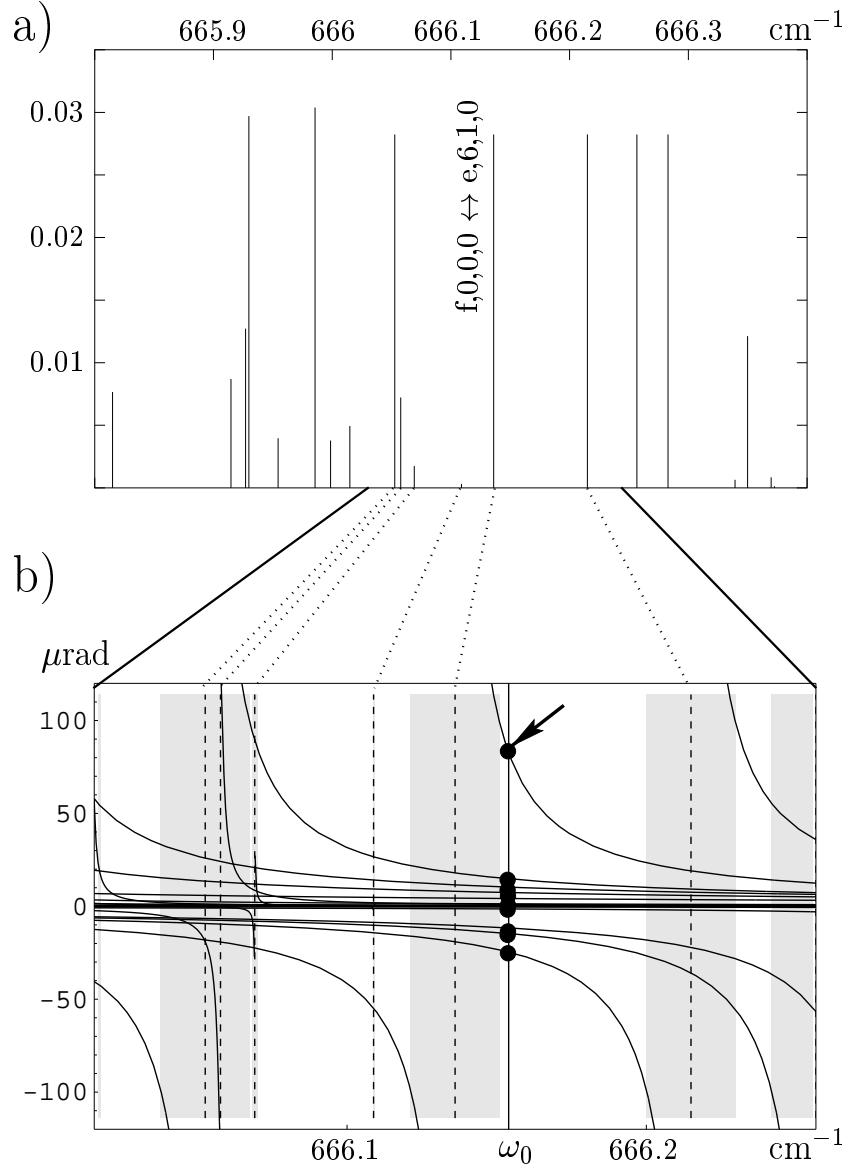 a)
665.9 666 666.1 666.2 666.3 cm⁻¹
0.03
0.02
0.01
f,0,0,0 ↔ e,6,1,0
b)
μrad
100
50
0
-50
-100
666.1 ω₀ 666.2 cm⁻¹